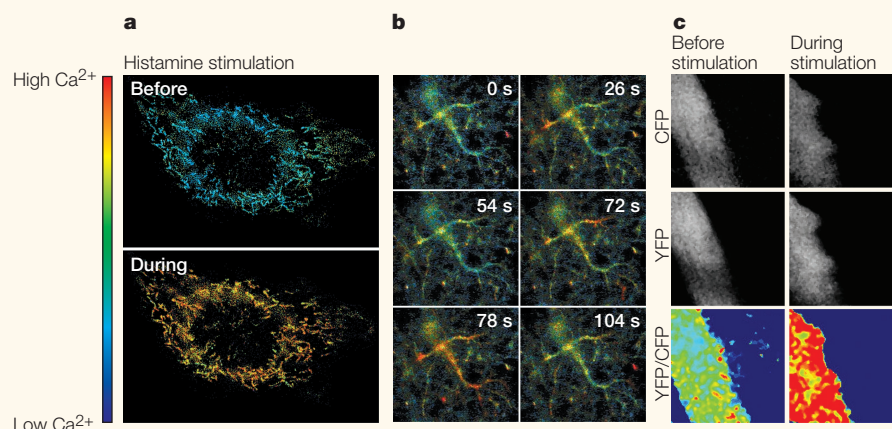 a
Histamine stimulation
High Ca²⁺
Low Ca²⁺
Before
During
b
0 s
26 s
54 s
72 s
78 s
104 s
c
Before
stimulation
During
stimulation
CFP
YFP
YFP/CFP